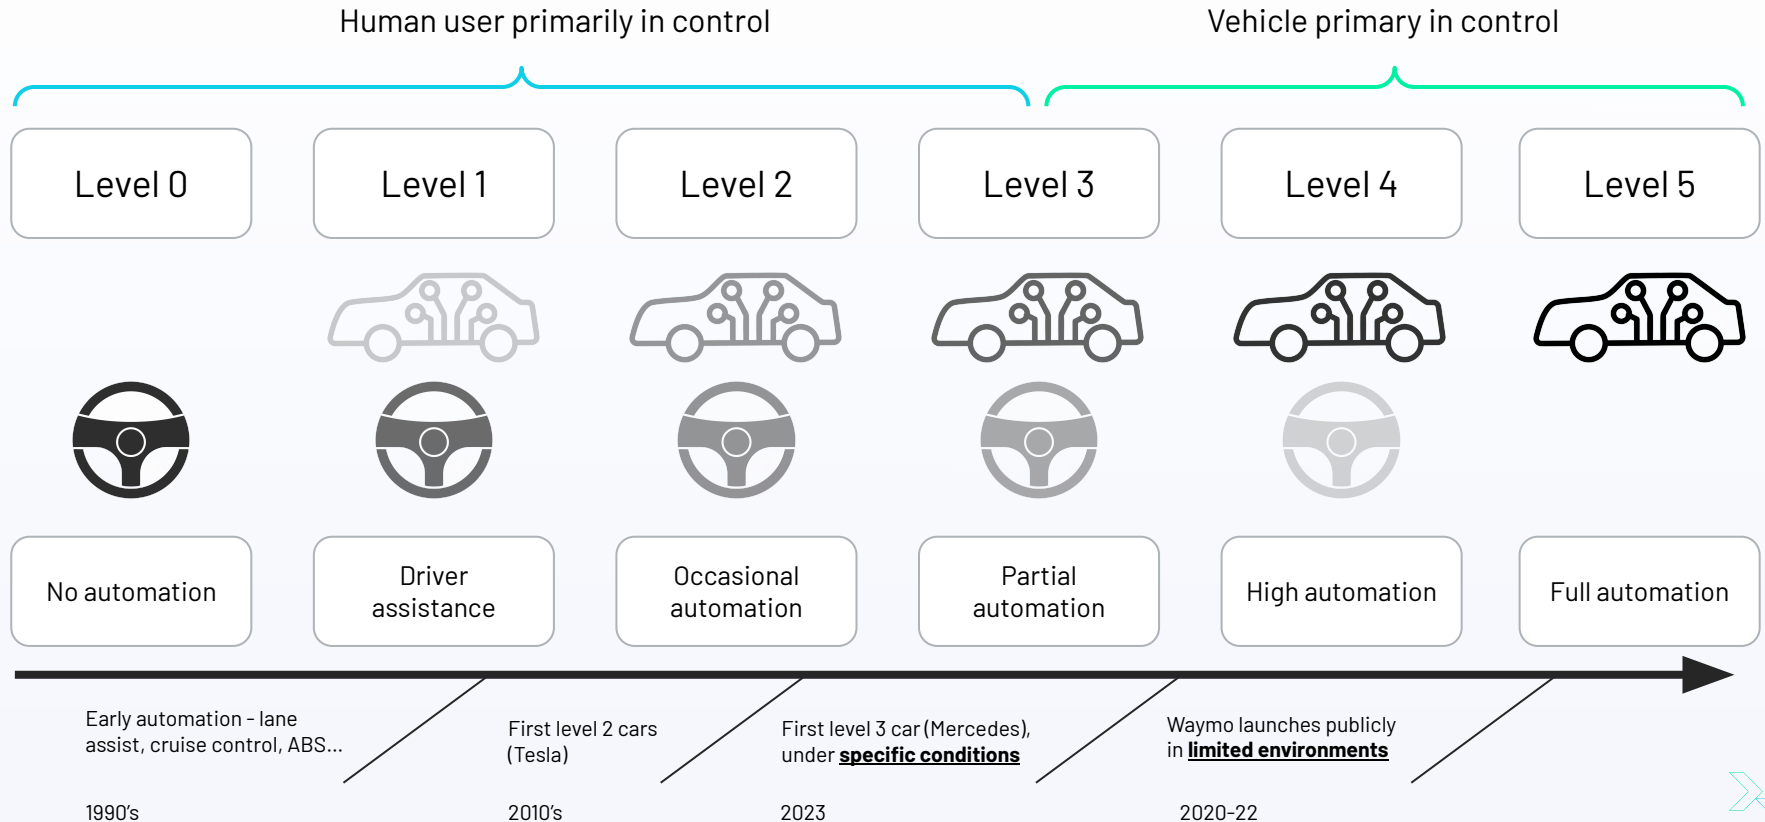 Human user primarily in control
Vehicle primary in control
Level 0
Level 1
Level 2
Level 3
Level 4
Level 5
No automation
Driver
assistance
Occasional
automation
Partial
automation
High automation
Full automation
Early automation - lane
assist, cruise control, ABS...
First level 2 cars
(Tesla)
First level 3 car (Mercedes),
under specific conditions
Waymo launches publicly
in limited environments
1990's
2010's
2023
2020-22